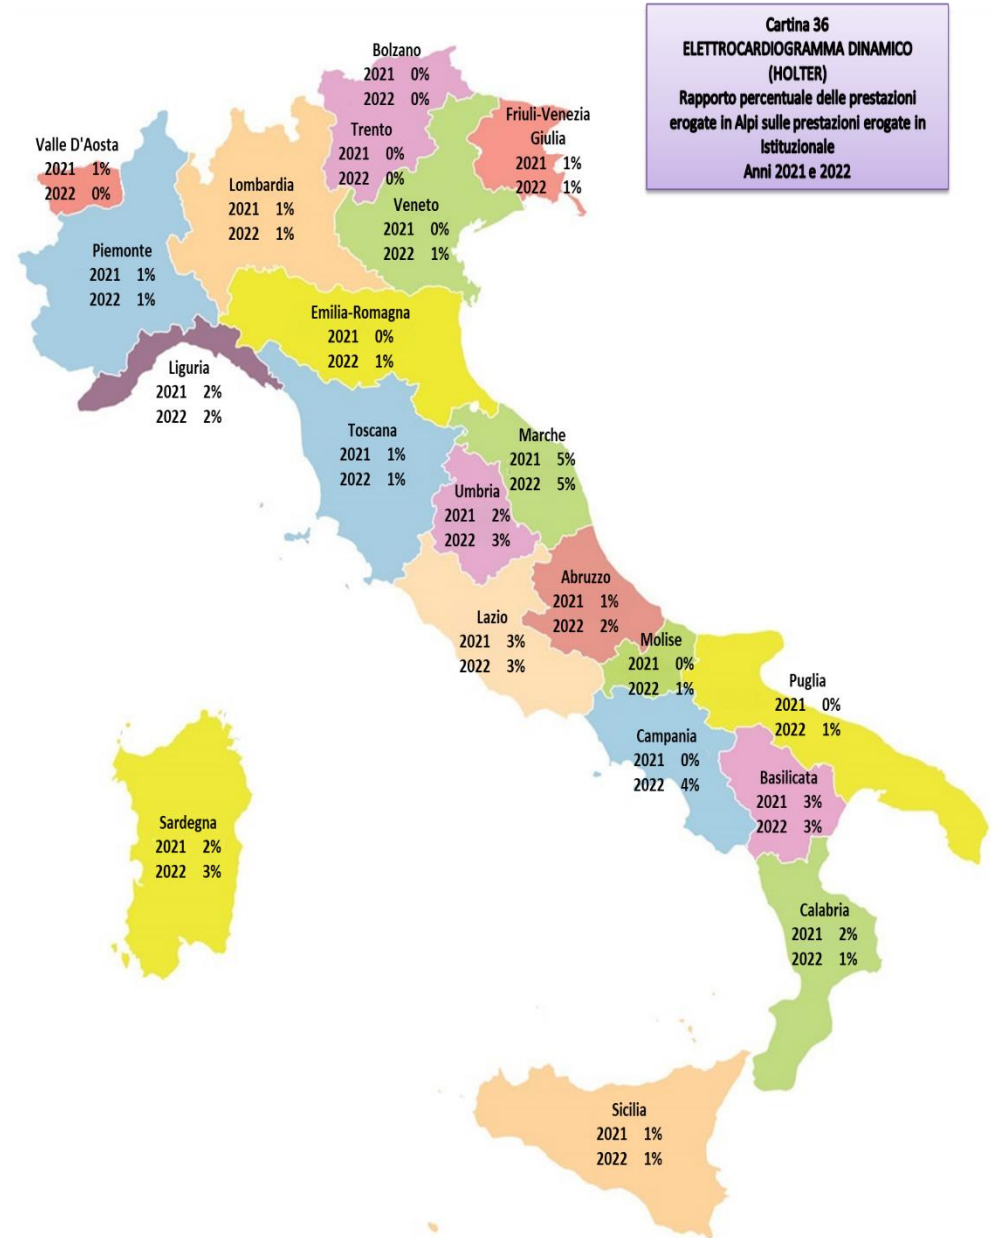 Cartina 36
ELETTROCARDIOGRAMMA DINAMICO
(HOLTER)
Rapporto percentuale delle prestazioni
erogate in Alpi sulle prestazioni erogate in
Istituzionale
Anni 2021 e 2022
Bolzano
2021 0%
2022 0%
Trento
2021 0%
2022 0%
Friuli-Venezia
Giulia
2021 1%
2022 1%
Valle D'Aosta
2021 1%
2022 0%
Lombardia
2021 1%
2022 1%
Veneto
2021 0%
2022 1%
Piemonte
2021 1%
2022 1%
Emilia-Romagna
2021 0%
2022 1%
Liguria
2021 2%
2022 2%
Toscana
2021 1%
2022 1%
Marche
2021 5%
2022 5%
Umbria
2021 2%
2022 3%
Abruzzo
2021 1%
2022 2%
Lazio
2021 3%
2022 3%
Molise
2021 0%
2022 1%
Puglia
2021 0%
2022 1%
Campania
2021 0%
2022 4%
Basilicata
2021 3%
2022 3%
Sardegna
2021 2%
2022 3%
Calabria
2021 2%
2022 1%
Sicilia
2021 1%
2022 1%